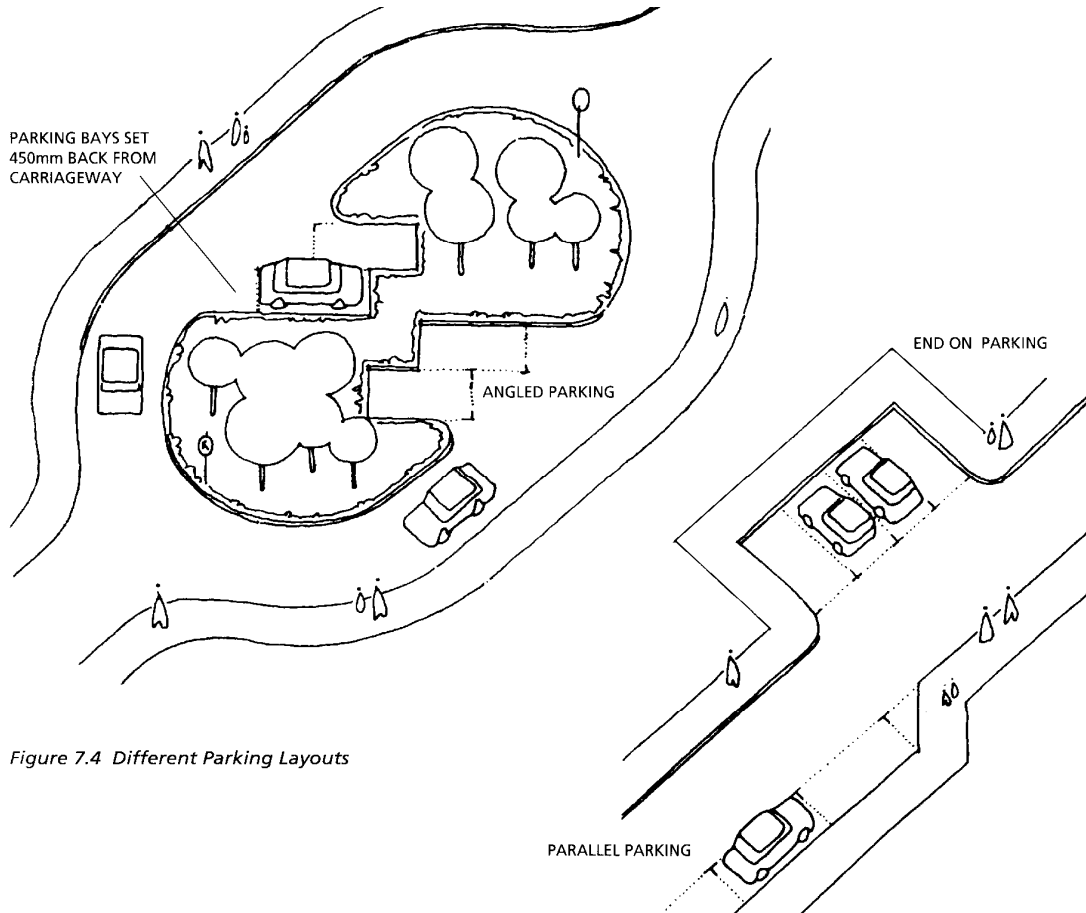 PARKING BAYS SET
450mm BACK FROM
CARRIAGEWAY
END ON PARKING
ANGLED PARKING
Figure 7.4 Different Parking Layouts
PARALLEL PARKING